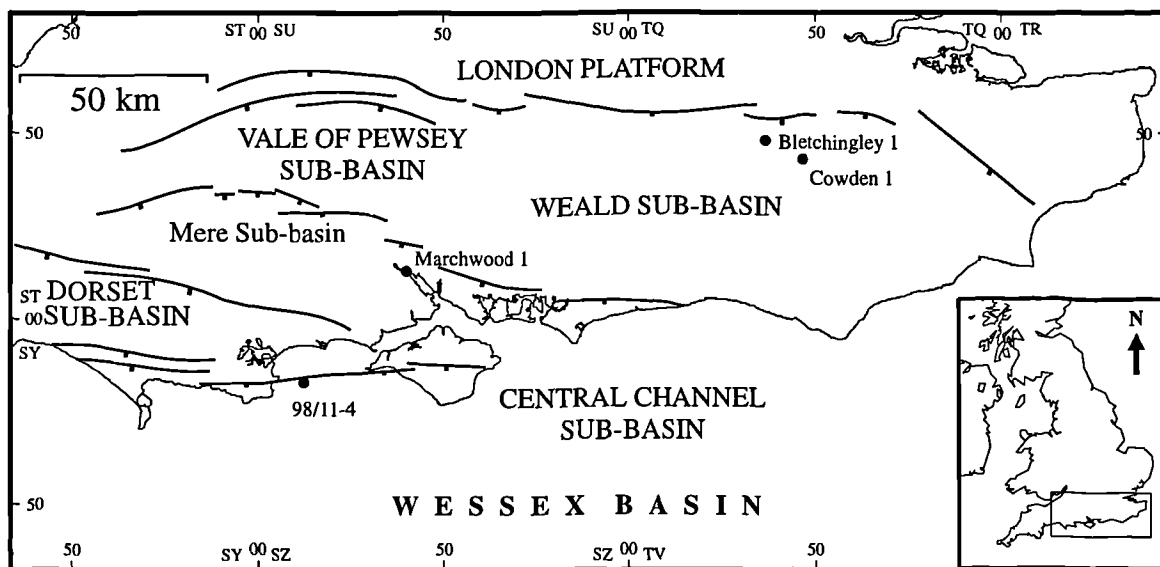 50 ST 00 SU 50 SU 00 TQ 50 TQ 00 TR
LONDON PLATFORM
50 km
50 50
VALE OF PEWSEY
SUB-BASIN
Bletchingley 1
Cowden 1
WEALD SUB-BASIN
Mere Sub-basin
Marchwood 1
DORSET
SUB-BASIN
ST
00
SY
N
98/11-4
CENTRAL CHANNEL
SUB-BASIN
50
WESSEX BASIN
50 SY 00 SZ 50 SZ 00 TV 50